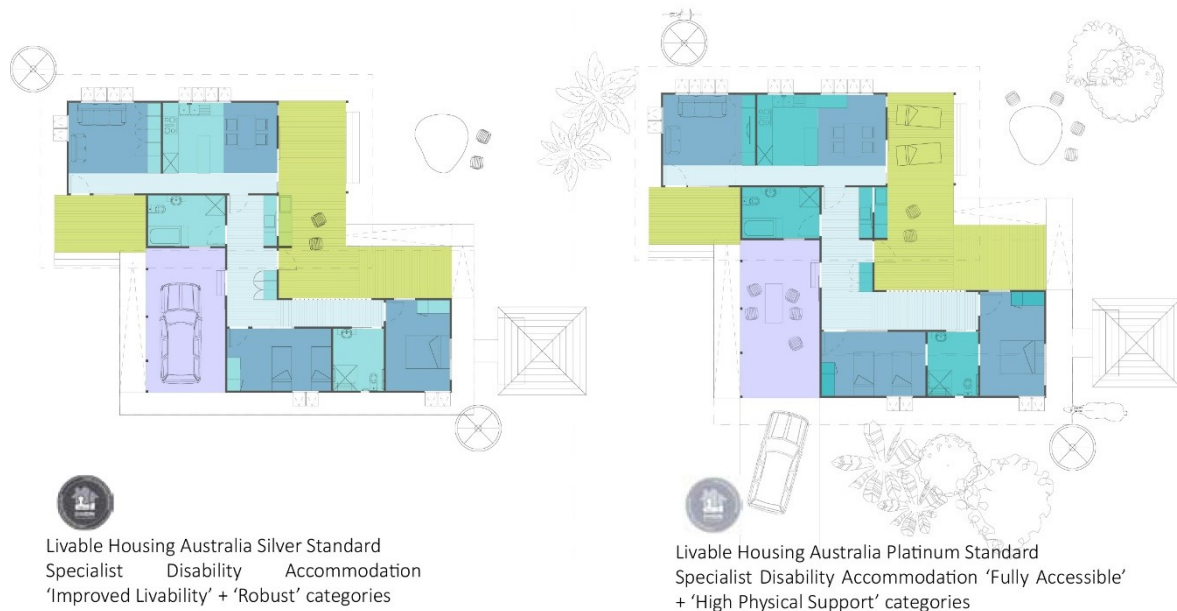 Livable Housing Australia Silver Standard
Specialist Disability Accommodation
'Improved Livability' + 'Robust' categories
Livable Housing Australia Platinum Standard
Specialist Disability Accommodation 'Fully Accessible'
+ 'High Physical Support' categories